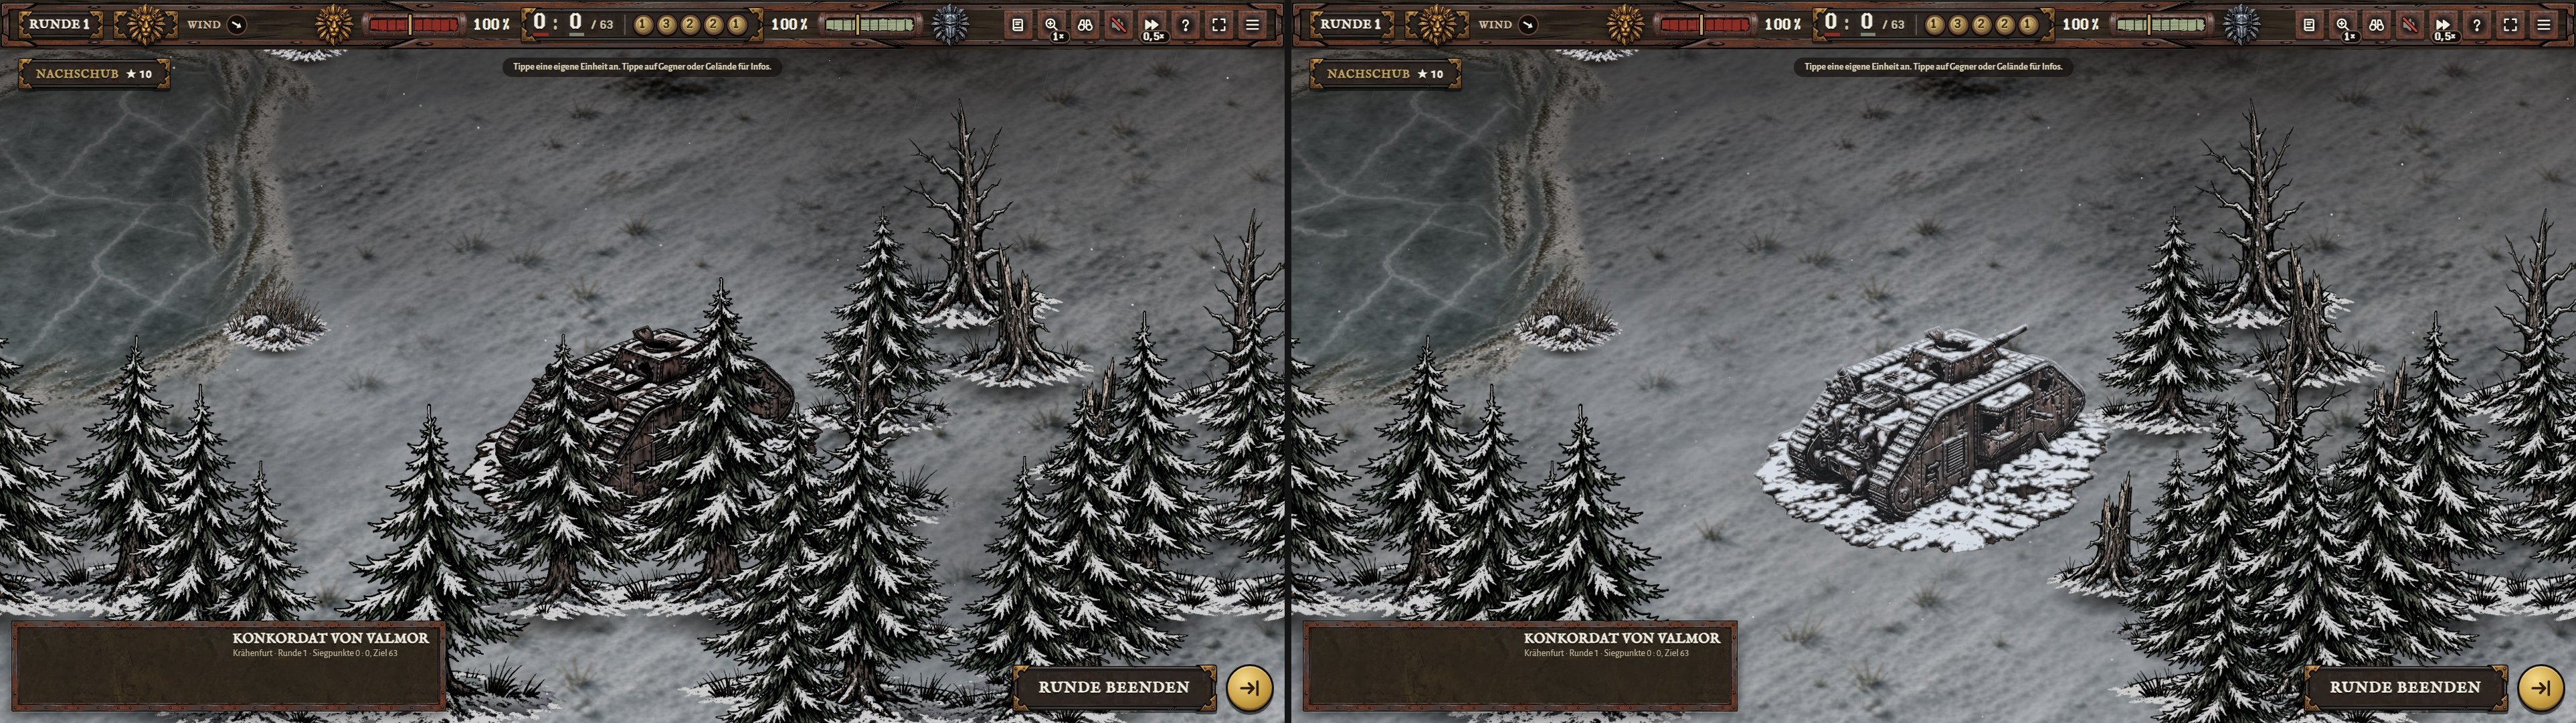 RUNDE 1
WIND
100 %
0 : 0 / 63
1 3 2 2 1
100 %
1×
0,5×
?
NACHSCHUB ★ 10
Tippe eine eigene Einheit an. Tippe auf Gegner oder Gelände für Infos.
KONKORDAT VON VALMOR
Krähenfurt · Runde 1 · Siegpunkte 0 : 0, Ziel 63
RUNDE BEENDEN
RUNDE 1
WIND
100 %
0 : 0 / 63
1 3 2 2 1
100 %
1×
0,5×
?
NACHSCHUB ★ 10
Tippe eine eigene Einheit an. Tippe auf Gegner oder Gelände für Infos.
KONKORDAT VON VALMOR
Krähenfurt · Runde 1 · Siegpunkte 0 : 0, Ziel 63
RUNDE BEENDEN